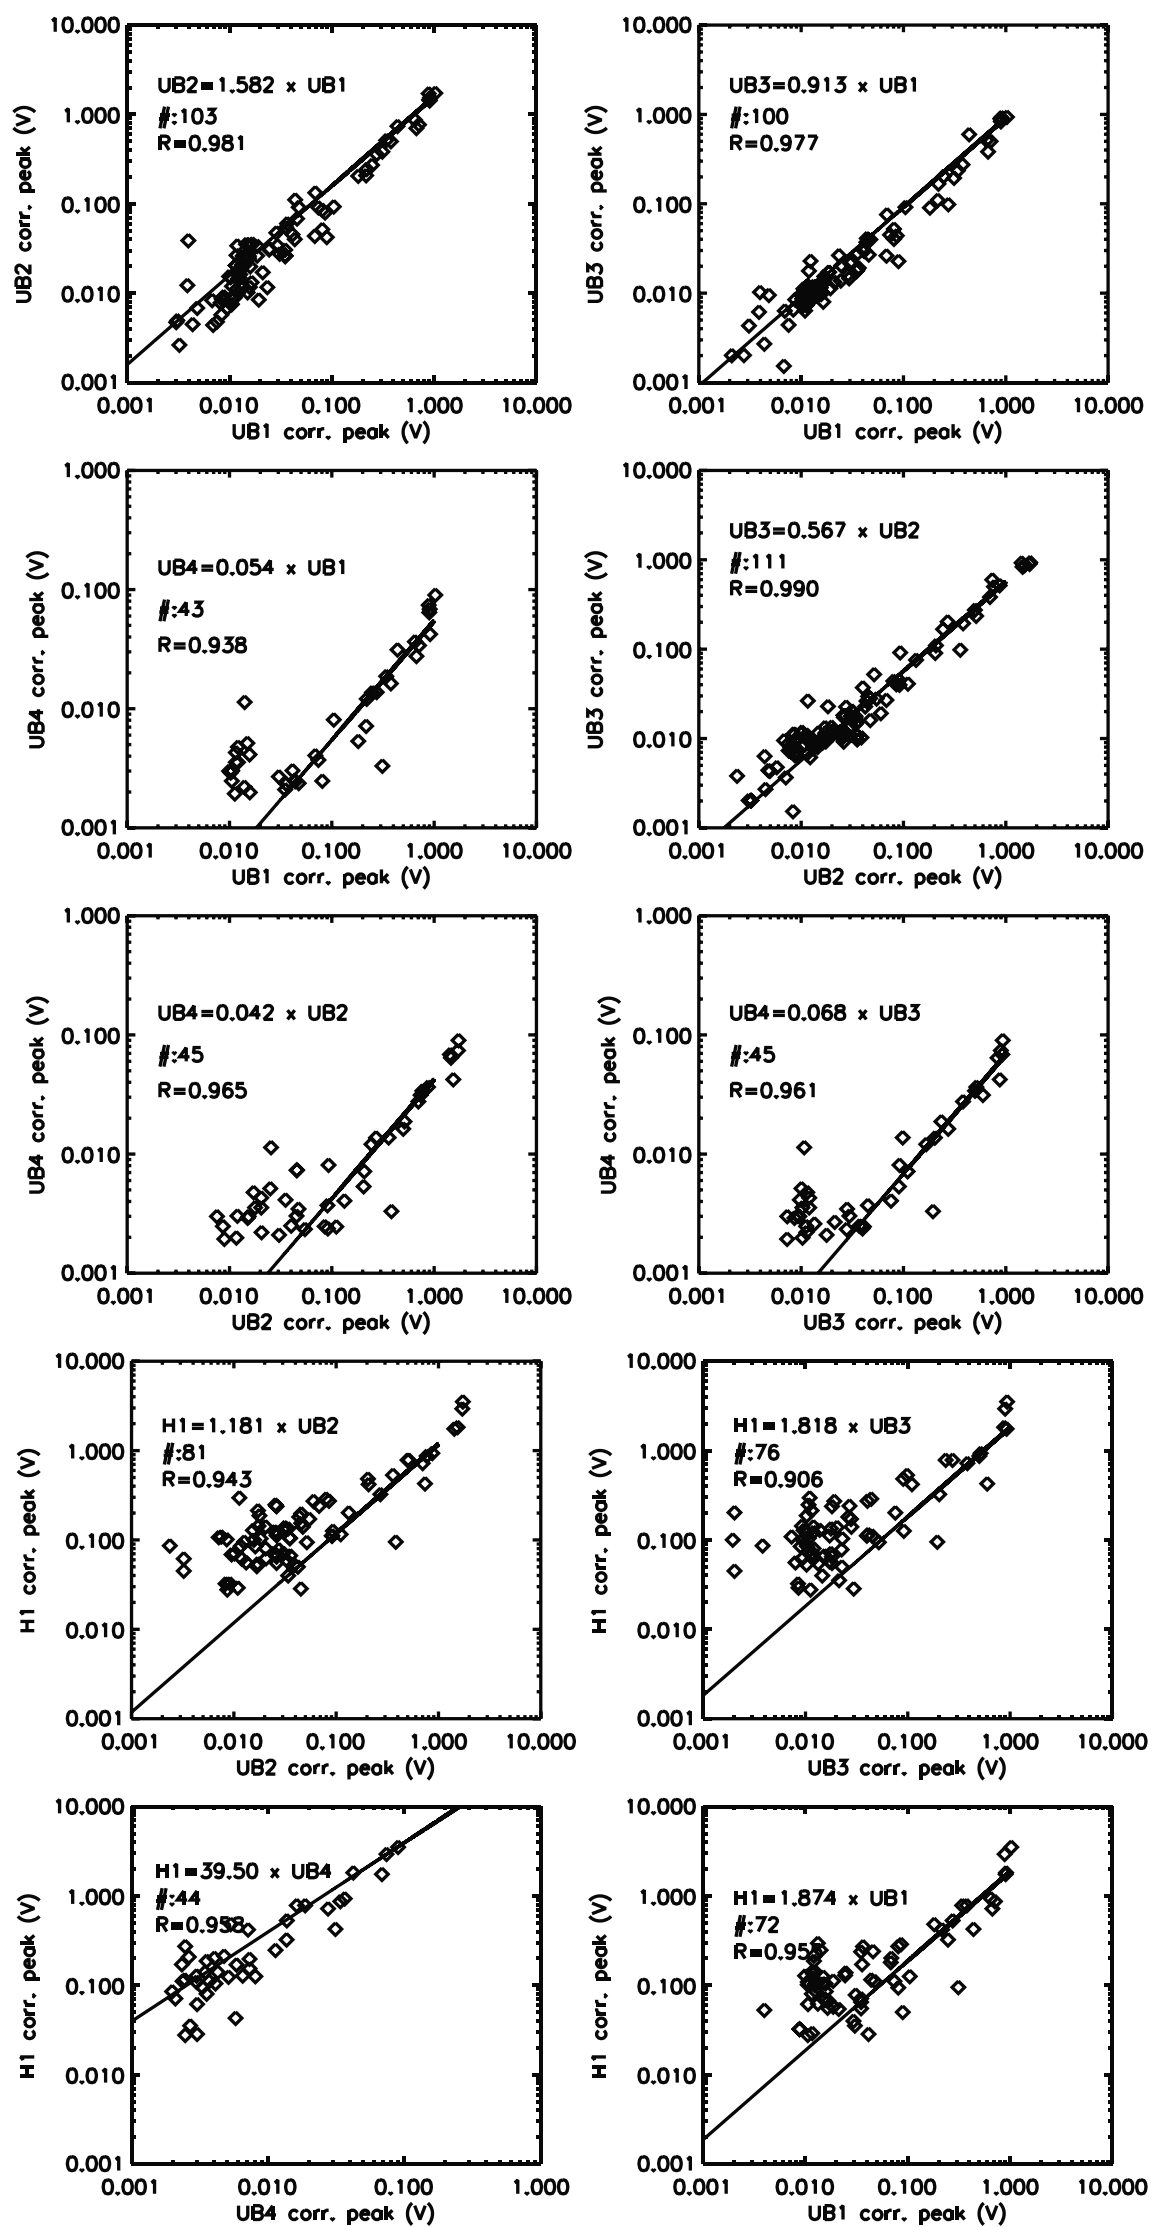 10.000
1.000
0.100
0.010
0.001
UB2 corr. peak (V)
UB2=1.582 x UB1
#:103
R=0.981
0.001 0.010 0.100 1.000 10.000
UB1 corr. peak (V)
10.000
1.000
0.100
0.010
0.001
UB3 corr. peak (V)
UB3=0.913 x UB1
#:100
R=0.977
0.001 0.010 0.100 1.000 10.000
UB1 corr. peak (V)
1.000
0.100
0.010
0.001
UB4 corr. peak (V)
UB4=0.054 x UB1
#:43
R=0.938
0.001 0.010 0.100 1.000 10.000
UB1 corr. peak (V)
10.000
1.000
0.100
0.010
0.001
UB3 corr. peak (V)
UB3=0.567 x UB2
#:111
R=0.990
0.001 0.010 0.100 1.000 10.000
UB2 corr. peak (V)
1.000
0.100
0.010
0.001
UB4 corr. peak (V)
UB4=0.042 x UB2
#:45
R=0.965
0.001 0.010 0.100 1.000 10.000
UB2 corr. peak (V)
1.000
0.100
0.010
0.001
UB4 corr. peak (V)
UB4=0.068 x UB3
#:45
R=0.961
0.001 0.010 0.100 1.000 10.000
UB3 corr. peak (V)
10.000
1.000
0.100
0.010
0.001
H1 corr. peak (V)
H1=1.181 x UB2
#:81
R=0.943
0.001 0.010 0.100 1.000 10.000
UB2 corr. peak (V)
10.000
1.000
0.100
0.010
0.001
H1 corr. peak (V)
H1=1.818 x UB3
#:76
R=0.906
0.001 0.010 0.100 1.000 10.000
UB3 corr. peak (V)
10.000
1.000
0.100
0.010
0.001
H1 corr. peak (V)
H1=39.50 x UB4
#:44
R=0.958
0.001 0.010 0.100 1.000
UB4 corr. peak (V)
10.000
1.000
0.100
0.010
0.001
H1 corr. peak (V)
H1=1.874 x UB1
#:72
0.001 0.010 0.100 1.000 10.000
UB1 corr. peak (V)